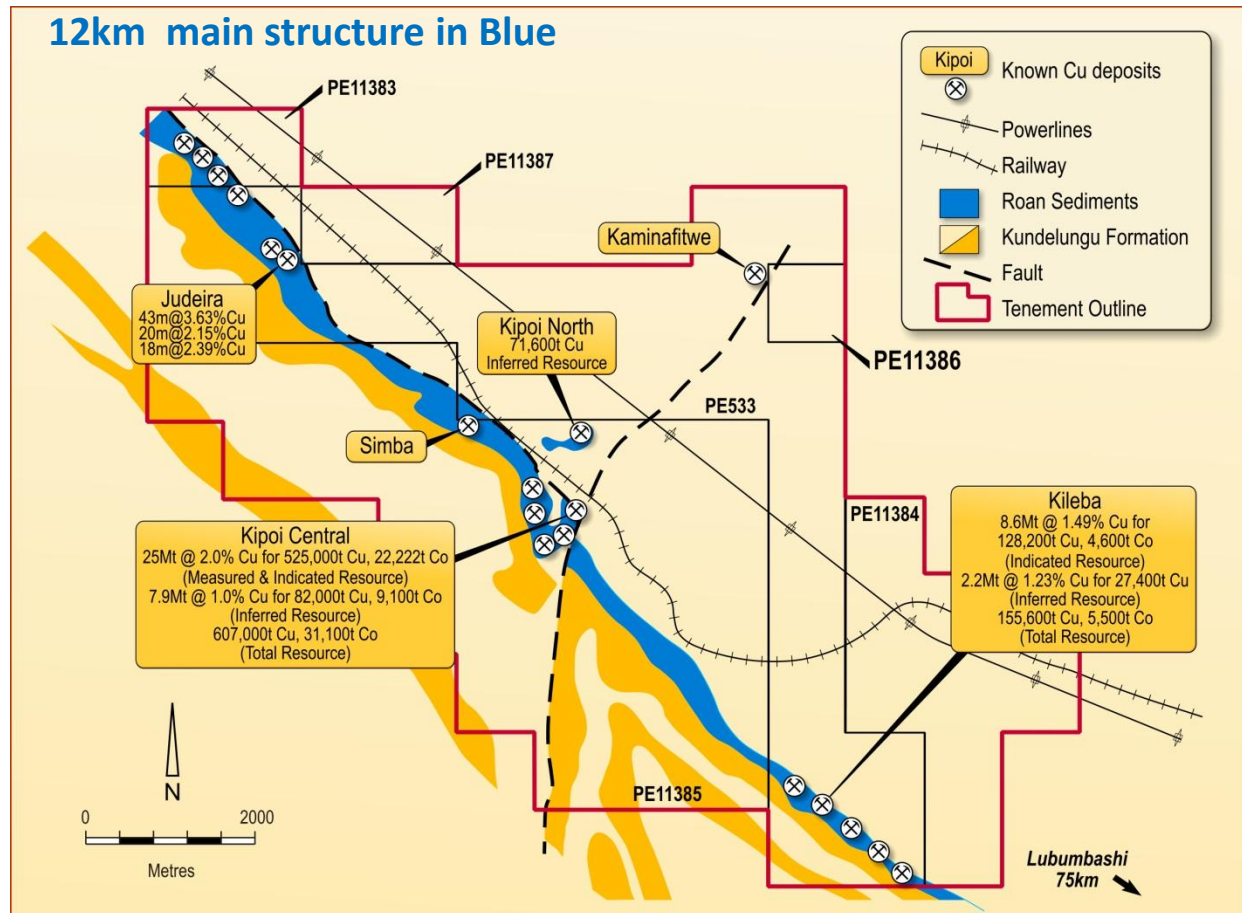 12km main structure in Blue
PE11383
PE11387
Kaminafitwe
Judeira
43m@3.63%Cu
20m@2.15%Cu
18m@2.39%Cu
Kipoi North
71,600t Cu
Inferred Resource
PE11386
PE533
Simba
Kipoi Central
25Mt @ 2.0% Cu for 525,000t Cu, 22,222t Co
(Measured & Indicated Resource)
7.9Mt @ 1.0% Cu for 82,000t Cu, 9,100t Co
(Inferred Resource)
607,000t Cu, 31,100t Co
(Total Resource)
PE11384
Kileba
8.6Mt @ 1.49% Cu for
128,200t Cu, 4,600t Co
(Indicated Resource)
2.2Mt @ 1.23% Cu for 27,400t Cu
(Inferred Resource)
155,600t Cu, 5,500t Co
(Total Resource)
PE11385
N
0 2000
Metres
Lubumbashi
75km
Kipoi
Known Cu deposits
Powerlines
Railway
Roan Sediments
Kundelungu Formation
Fault
Tenement Outline